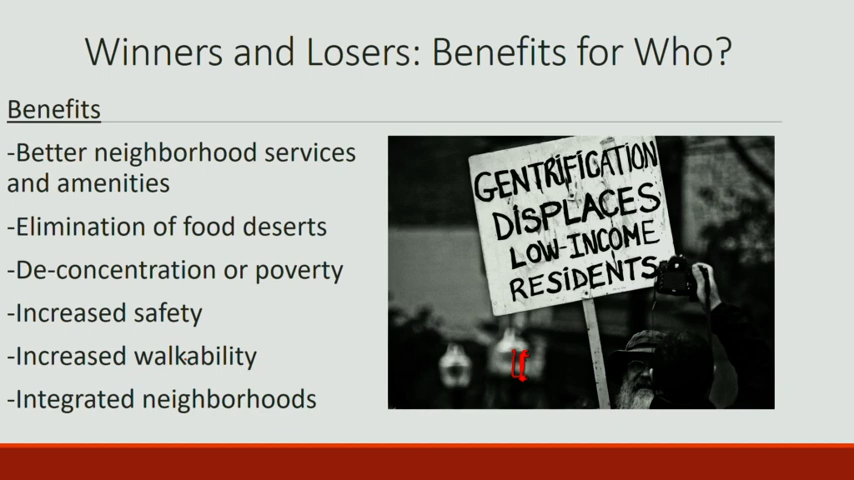 Winners and Losers: Benefits for Who?
Benefits
-Better neighborhood services
and amenities
-Elimination of food deserts
-De-concentration or poverty
-Increased safety
-Increased walkability
-Integrated neighborhoods
GENTRIFICATION
DISPLACES
LOW-INCOME
RESIDENTS